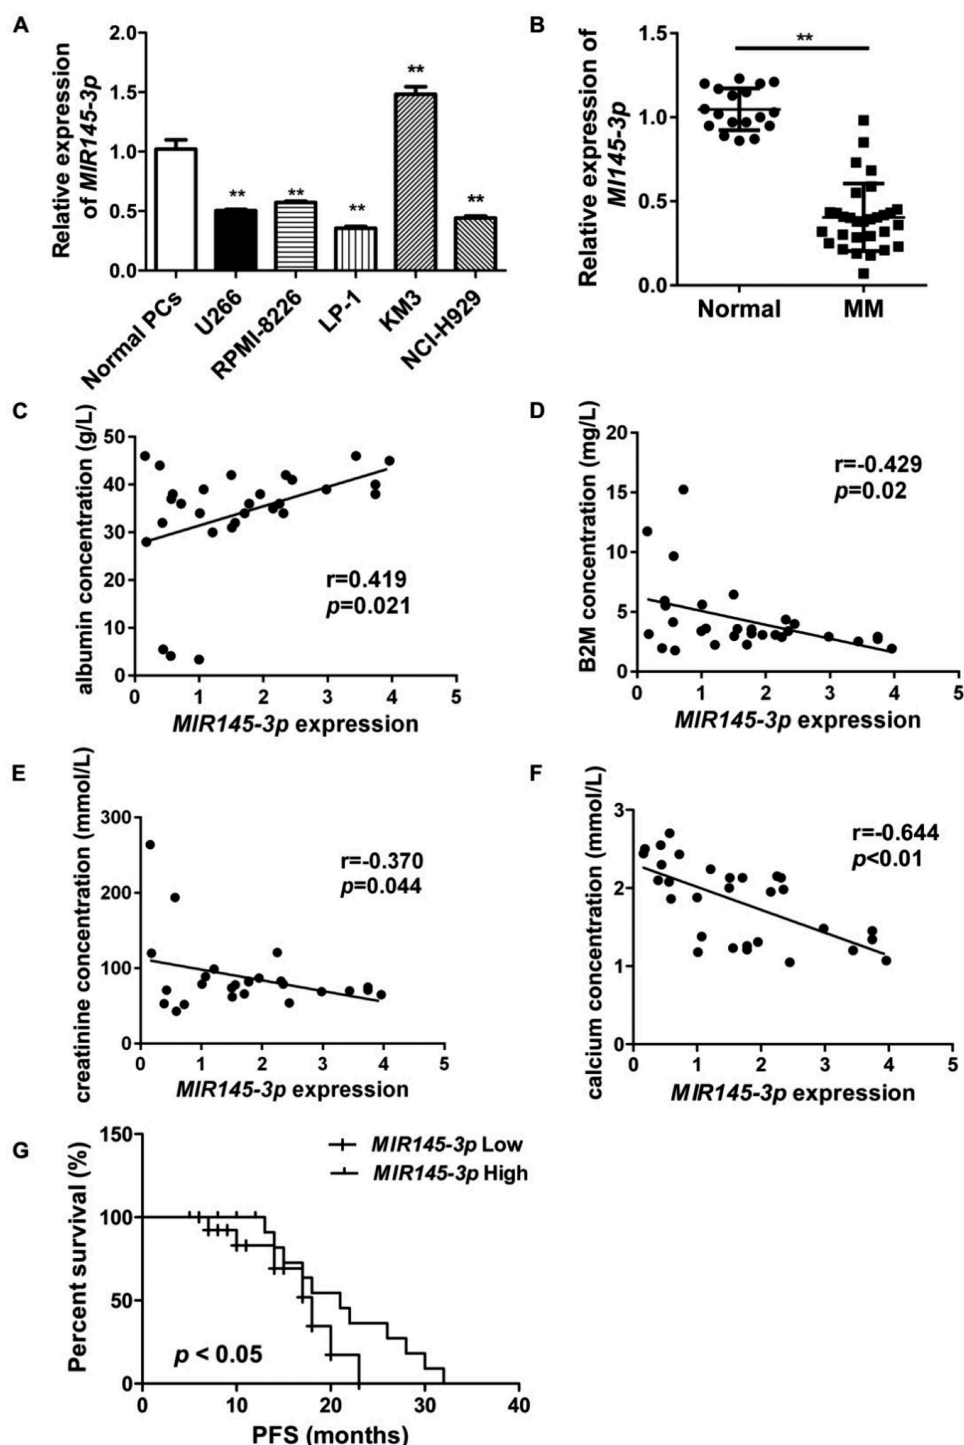 A
Relative expression
of MIR145-3p
2.0
1.5
1.0
0.5
0.0
**
**
**
**
**
Normal PCs
U266
RPMI-8226
LP-1
KM3
NCI-H929
B
Relative expression of
MI145-3p
1.5
1.0
0.5
0.0
**
Normal
MM
C
albumin concentration (g/L)
50
40
30
20
10
0
r=0.419
p=0.021
0 1 2 3 4 5
MIR145-3p expression
D
B2M concentration (mg/L)
20
15
10
5
0
r=-0.429
p=0.02
0 1 2 3 4 5
MIR145-3p expression
E
creatinine concentration (mmol/L)
300
200
100
0
r=-0.370
p=0.044
0 1 2 3 4 5
MIR145-3p expression
F
calcium concentration (mmol/L)
3
2
1
0
r=-0.644
p<0.01
0 1 2 3 4 5
MIR145-3p expression
G
Percent survival (%)
150
100
50
0
MIR145-3p Low
MIR145-3p High
p < 0.05
0 10 20 30 40
PFS (months)